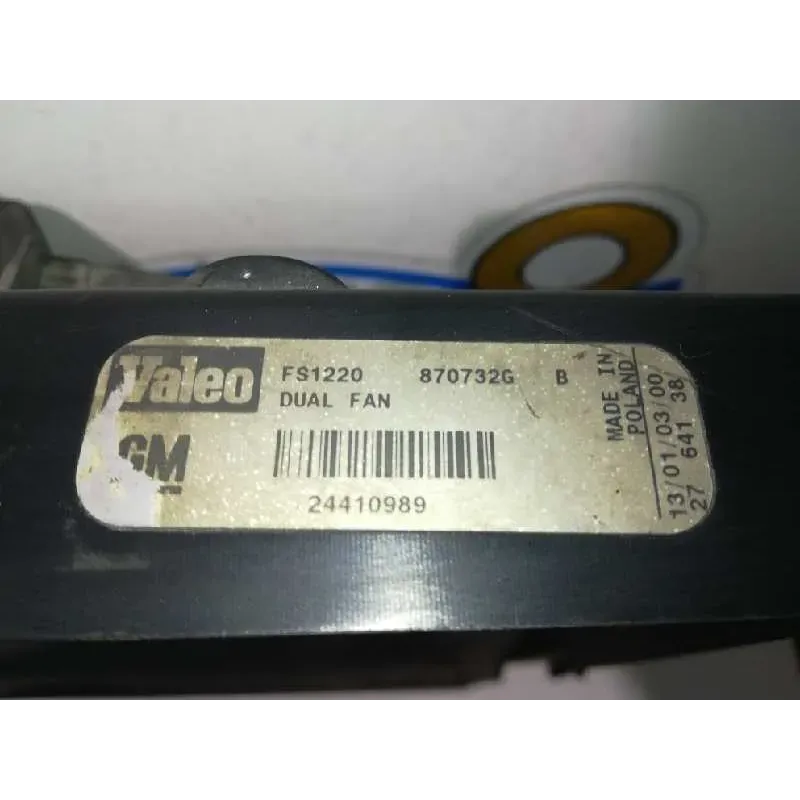 Valeo
FS1220 870732G B
DUAL FAN
GM
24410989
MADE IN
POLAND
13/01/03/00
27 641 38/